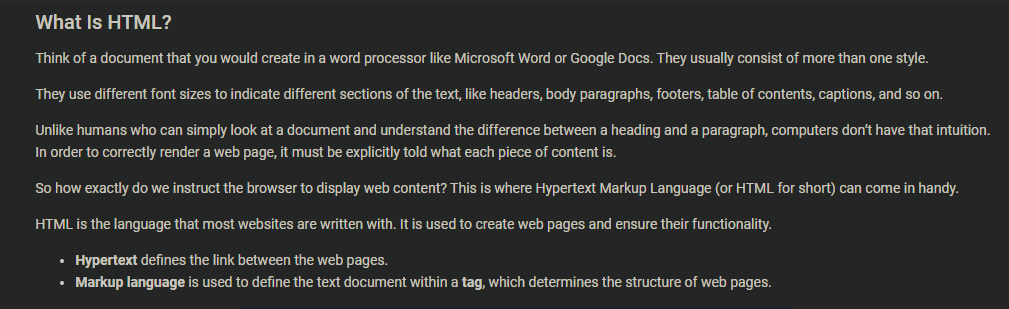 What Is HTML?
Think of a document that you would create in a word processor like Microsoft Word or Google Docs. They usually consist of more than one style.
They use different font sizes to indicate different sections of the text, like headers, body paragraphs, footers, table of contents, captions, and so on.
Unlike humans who can simply look at a document and understand the difference between a heading and a paragraph, computers don’t have that intuition.
In order to correctly render a web page, it must be explicitly told what each piece of content is.
So how exactly do we instruct the browser to display web content? This is where Hypertext Markup Language (or HTML for short) can come in handy.
HTML is the language that most websites are written with. It is used to create web pages and ensure their functionality.
• Hypertext defines the link between the web pages.
• Markup language is used to define the text document within a tag, which determines the structure of web pages.